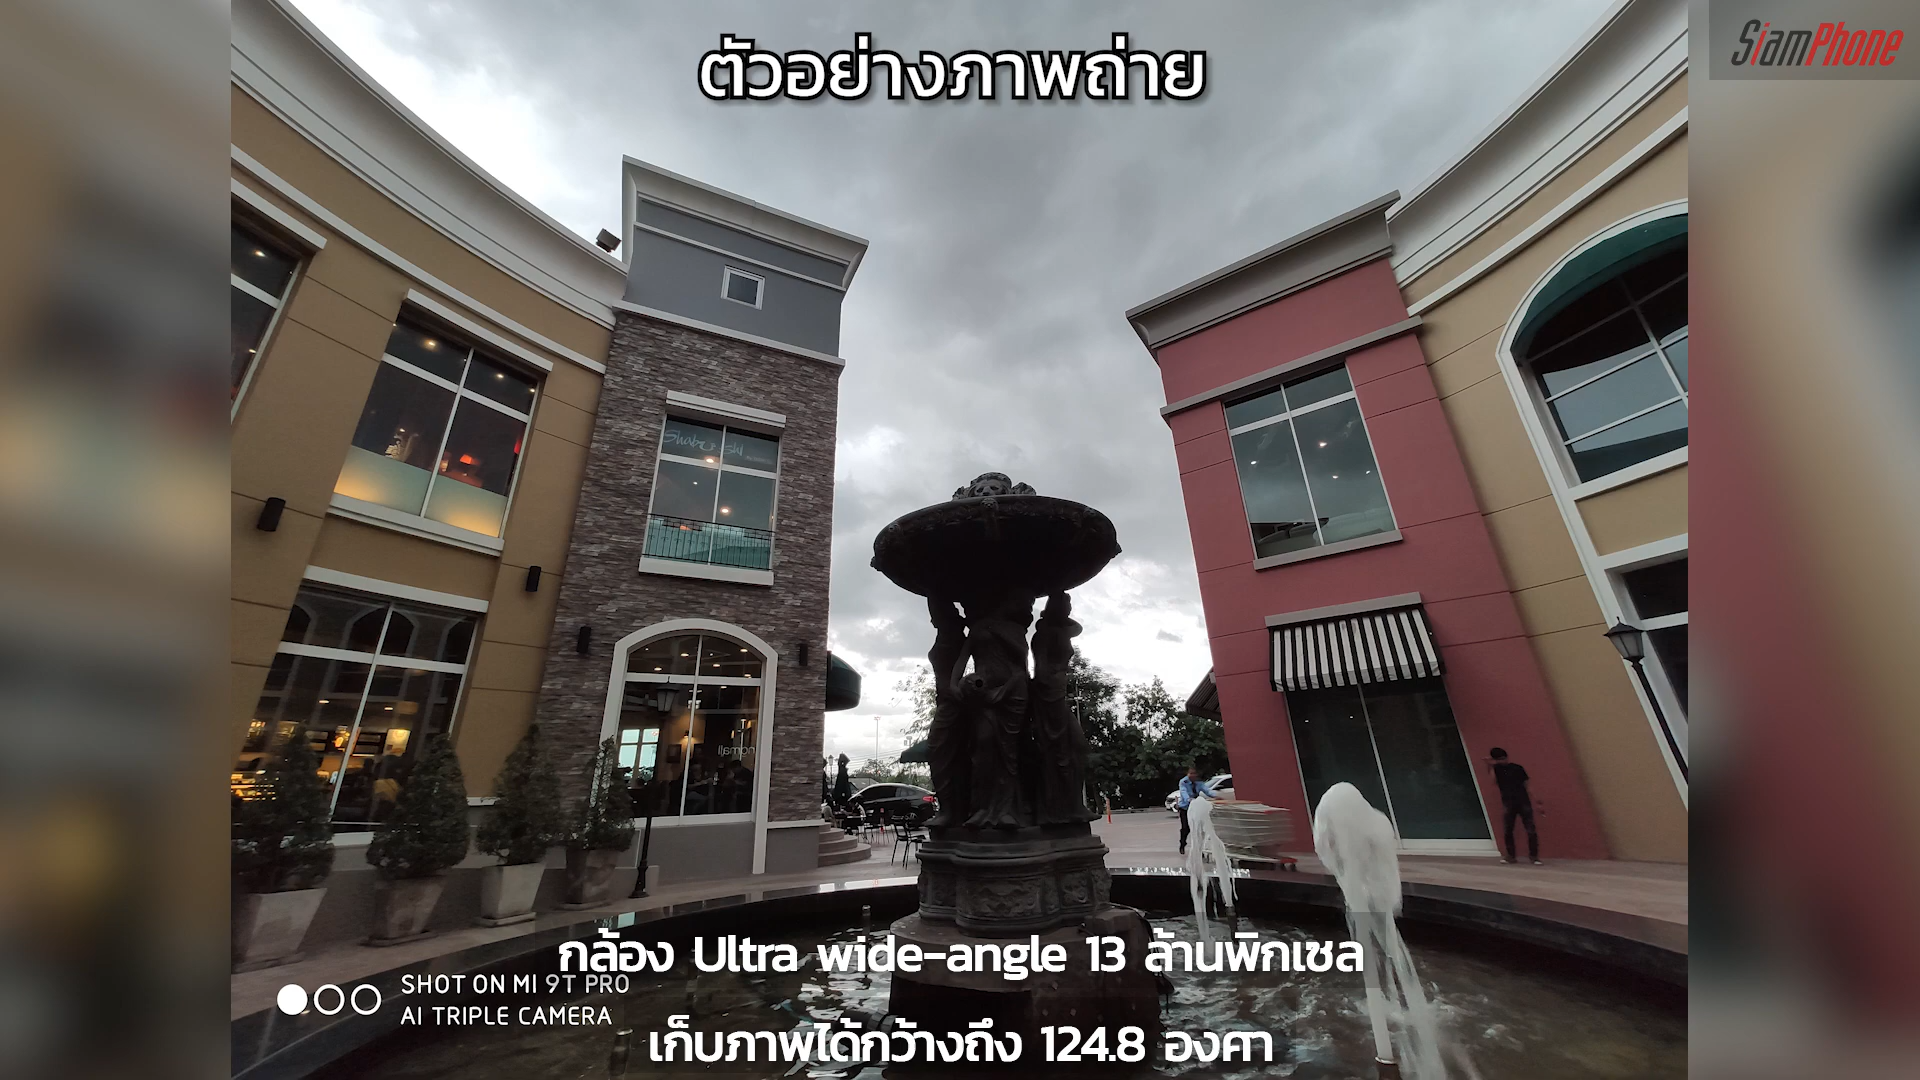 ตัวอย่างภาพถ่าย
SiamPhone
Shabushi
กล้อง Ultra wide-angle 13 ล้านพิกเซล
SHOT ON MI 9T PRO
AI TRIPLE CAMERA
เก็บภาพได้กว้างถึง 124.8 องศา